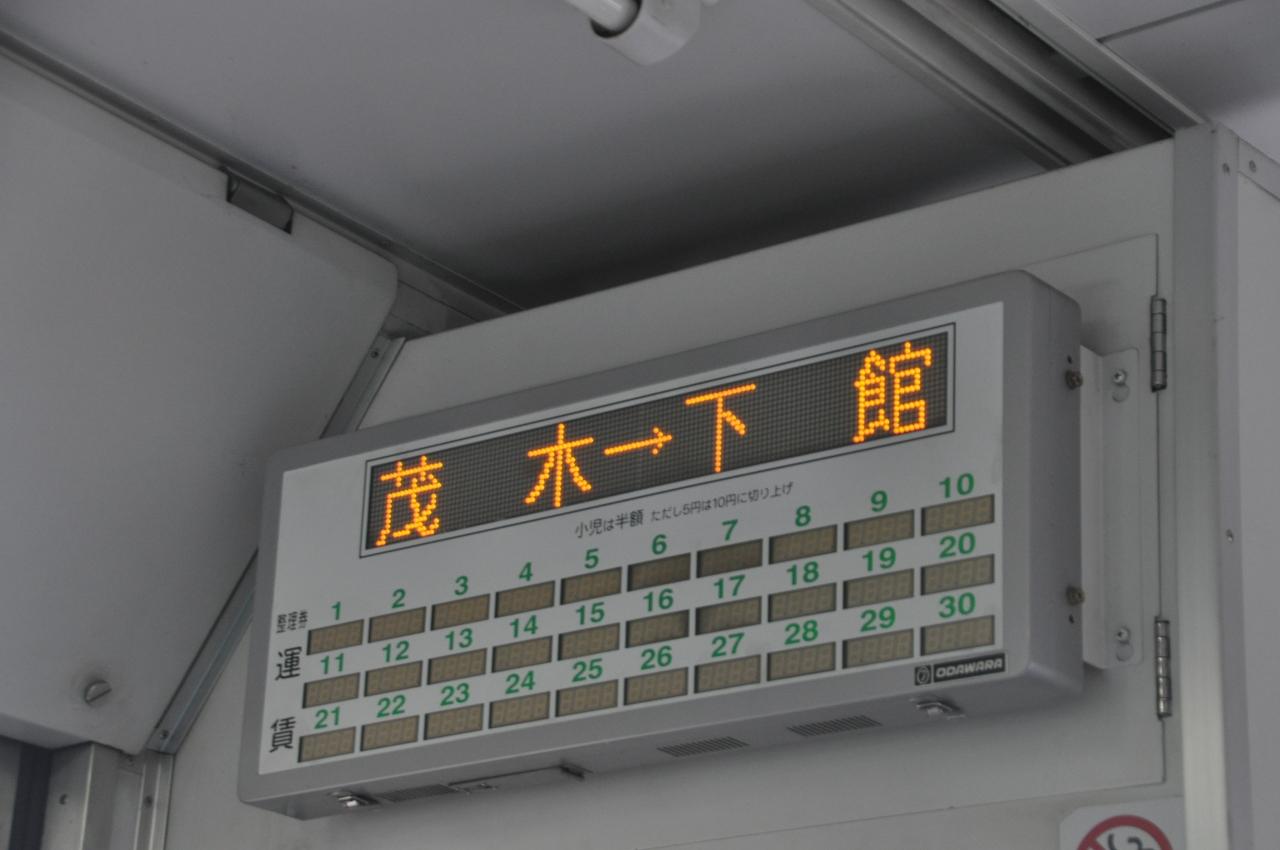 茂木→下館
小児は半額 ただし5円は10円に切り上げ
整理券
1 2 3 4 5 6 7 8 9 10
運賃
11 12 13 14 15 16 17 18 19 20
21 22 23 24 25 26 27 28 29 30
ODAWARA